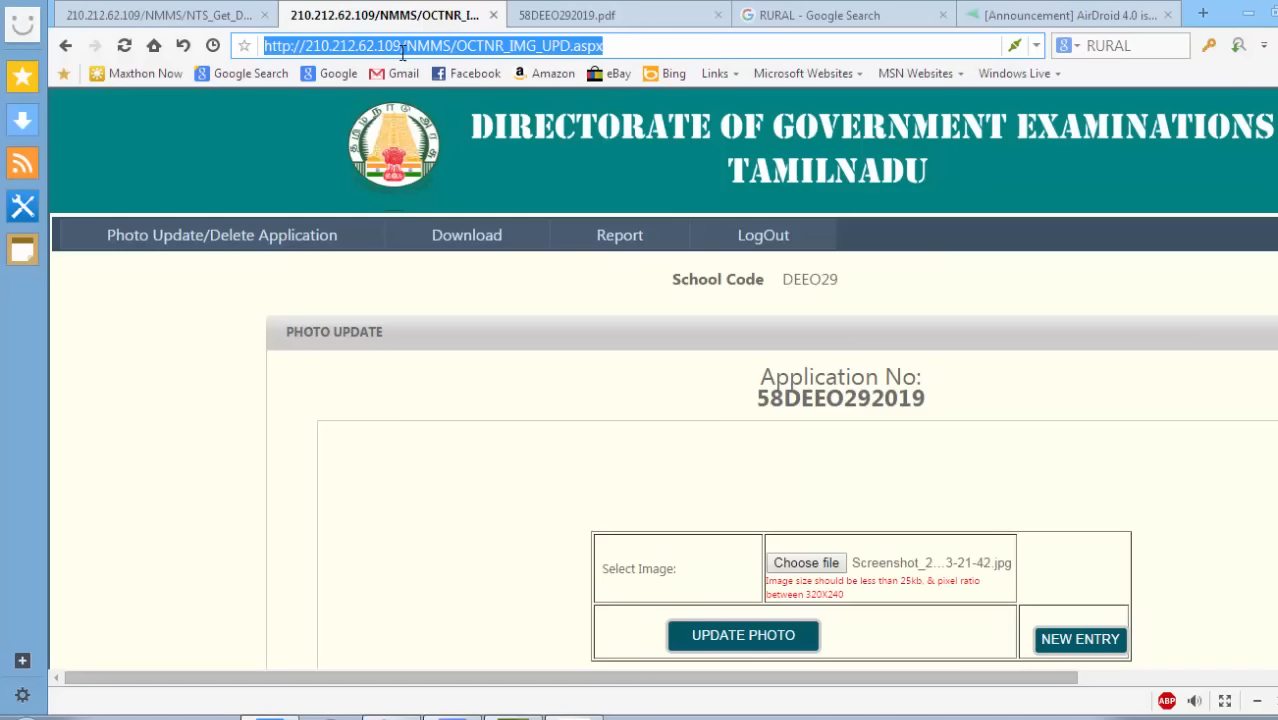 210.212.62.109/NMMS/NTS_Get_D...
210.212.62.109/NMMS/OCTNR_I...
58DEEO292019.pdf
RURAL - Google Search
[Announcement] AirDroid 4.0 is...
http://210.212.62.109/NMMS/OCTNR_IMG_UPD.aspx
RURAL
Maxthon Now
Google Search
Google
Gmail
Facebook
Amazon
eBay
Bing
Links
Microsoft Websites
MSN Websites
Windows Live
DIRECTORATE OF GOVERNMENT EXAMINATIONS
TAMILNADU
Photo Update/Delete Application
Download
Report
LogOut
School Code DEEO29
PHOTO UPDATE
Application No:
58DEEO292019
Select Image:
Choose file Screenshot_2...3-21-42.jpg
Image size should be less than 25kb. & pixel ratio
between 320X240
UPDATE PHOTO
NEW ENTRY
ABP